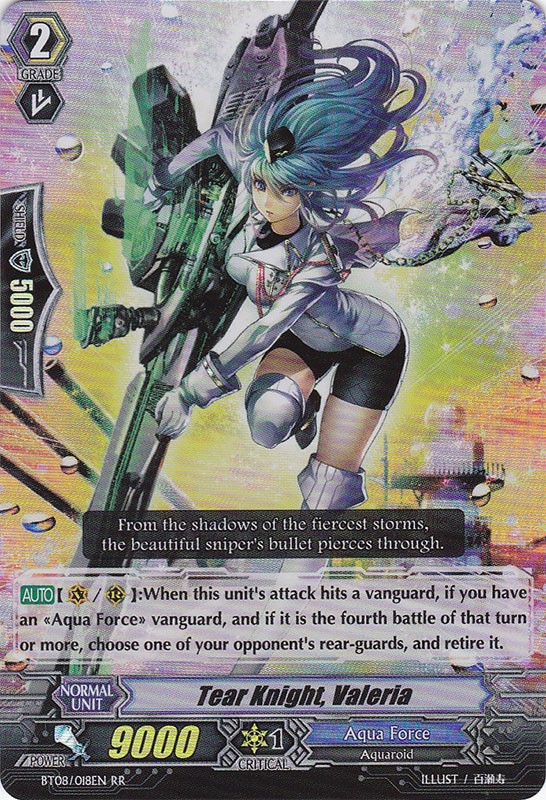 2
GRADE
SHIELD
5000
From the shadows of the fiercest storms,
the beautiful sniper's bullet pierces through.
AUTO【 V / R 】:When this unit's attack hits a vanguard, if you have
an «Aqua Force» vanguard, and if it is the fourth battle of that turn
or more, choose one of your opponent's rear-guards, and retire it.
NORMAL
UNIT
Tear Knight, Valeria
POWER
9000
1
CRITICAL
Aqua Force
Aquaroid
BT08/018EN RR
ILLUST / 百瀬寿